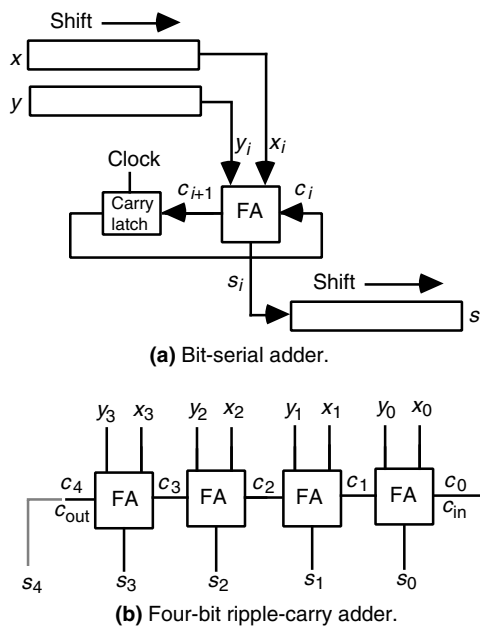 Shift
x
y
y_i x_i
Clock
c_{i+1} c_i
Carry latch
FA
s_i
Shift
s
(a) Bit-serial adder.
y_3 x_3 y_2 x_2 y_1 x_1 y_0 x_0
c_4 c_3 c_2 c_1 c_0
FA FA FA FA
c_out c_in
s_4 s_3 s_2 s_1 s_0
(b) Four-bit ripple-carry adder.